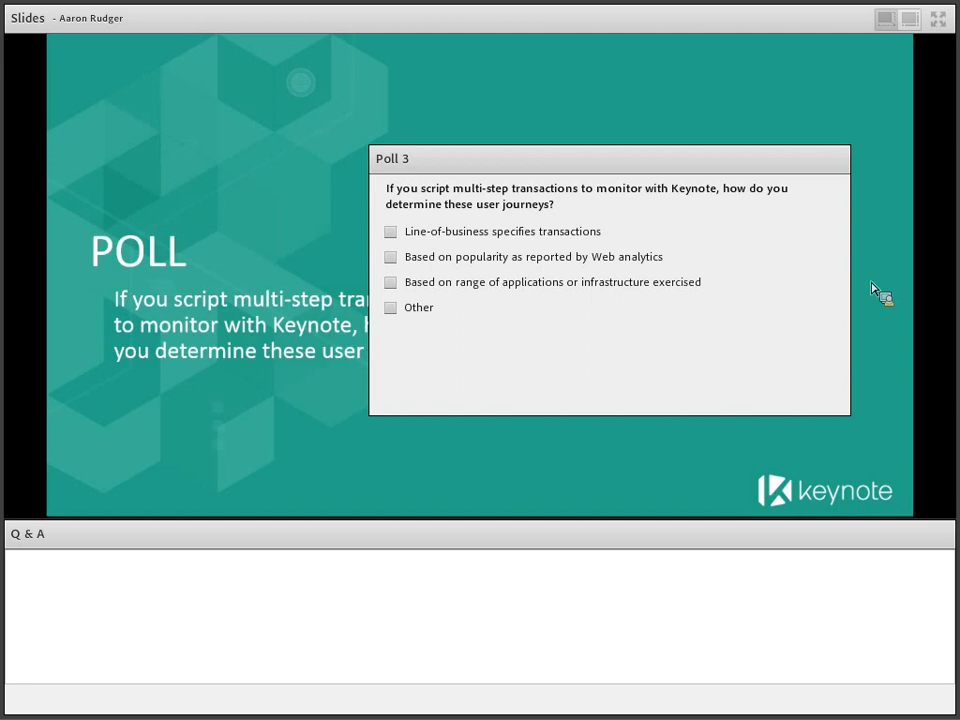 Slides - Aaron Rudger
Poll 3
If you script multi-step transactions to monitor with Keynote, how do you
determine these user journeys?
Line-of-business specifies transactions
Based on popularity as reported by Web analytics
Based on range of applications or infrastructure exercised
Other
POLL
If you script multi-step
to monitor with Keynote,
you determine these user
keynote
Q & A